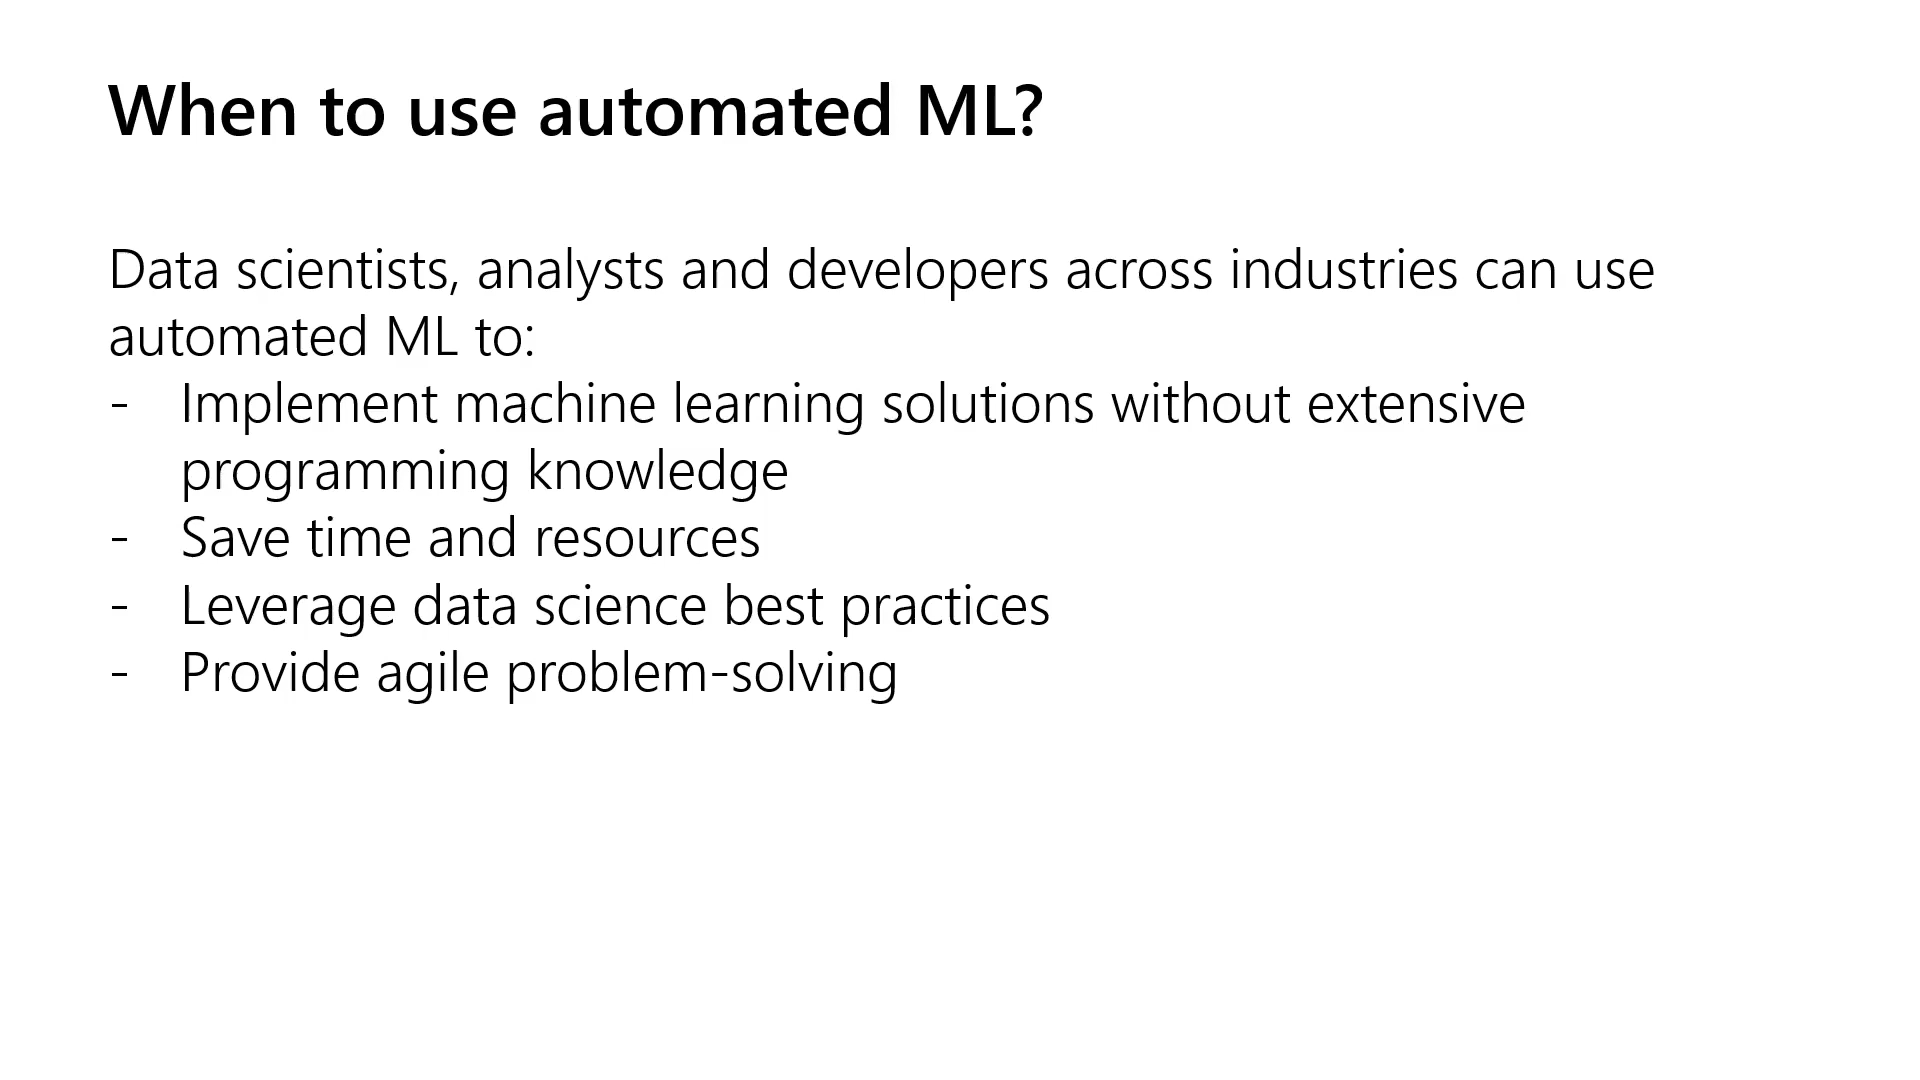 When to use automated ML?
Data scientists, analysts and developers across industries can use
automated ML to:
- Implement machine learning solutions without extensive
programming knowledge
- Save time and resources
- Leverage data science best practices
- Provide agile problem-solving